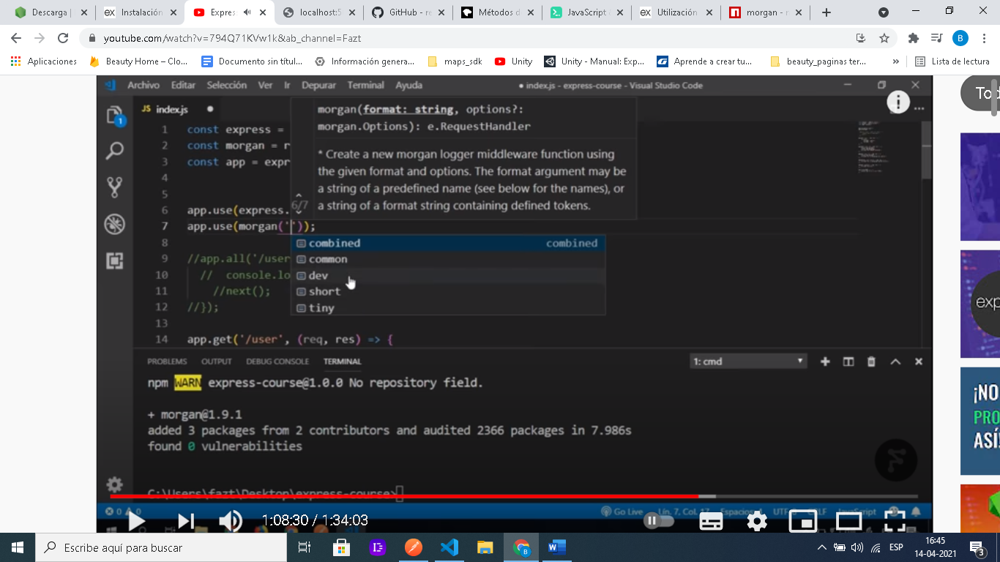 Descarga
Instalación
Expres
localhost:5
GitHub - re
Métodos d
JavaScript
Utilización
morgan - n
youtube.com/watch?v=794Q71KVw1k&ab_channel=Fazt
B
Aplicaciones
Beauty Home – Clo...
Documento sin títul...
Información genera...
maps_sdk
Unity
Unity - Manual: Exp...
Aprende a crear tu...
beauty_paginas ter...
»
Lista de lectura
Archivo Editar Selección Ver Ir Depurar Terminal Ayuda
● index.js - express-course - Visual Studio Code
JS index.js ●
morgan(format: string, options?:
morgan.Options): e.RequestHandler
* Create a new morgan logger middleware function using
the given format and options. The format argument may be
a string of a predefined name (see below for the names), or
a string of a format string containing defined tokens.
6/7
1 const express =
2 const morgan = r
3 const app = expr
4
5
6 app.use(express.
7 app.use(morgan(''));
combined combined
common
dev
short
tiny
8
9 //app.all('/user
10 // console.lo
11 //next();
12 //});
13
14 app.get('/user', (req, res) => {
PROBLEMS OUTPUT DEBUG CONSOLE TERMINAL
1: cmd
npm WARN express-course@1.0.0 No repository field.
+ morgan@1.9.1
added 3 packages from 2 contributors and audited 2366 packages in 7.986s
found 0 vulnerabilities
C:\Users\fazt\Desktop\express-course>
Go Live Lín. 7, Col. 17 JavaScript
1:08:30 / 1:34:03
Tod
exp
¡NO
PRO
ASÍ
Escribe aquí para buscar.
ESP
16:45
14-04-2021
3